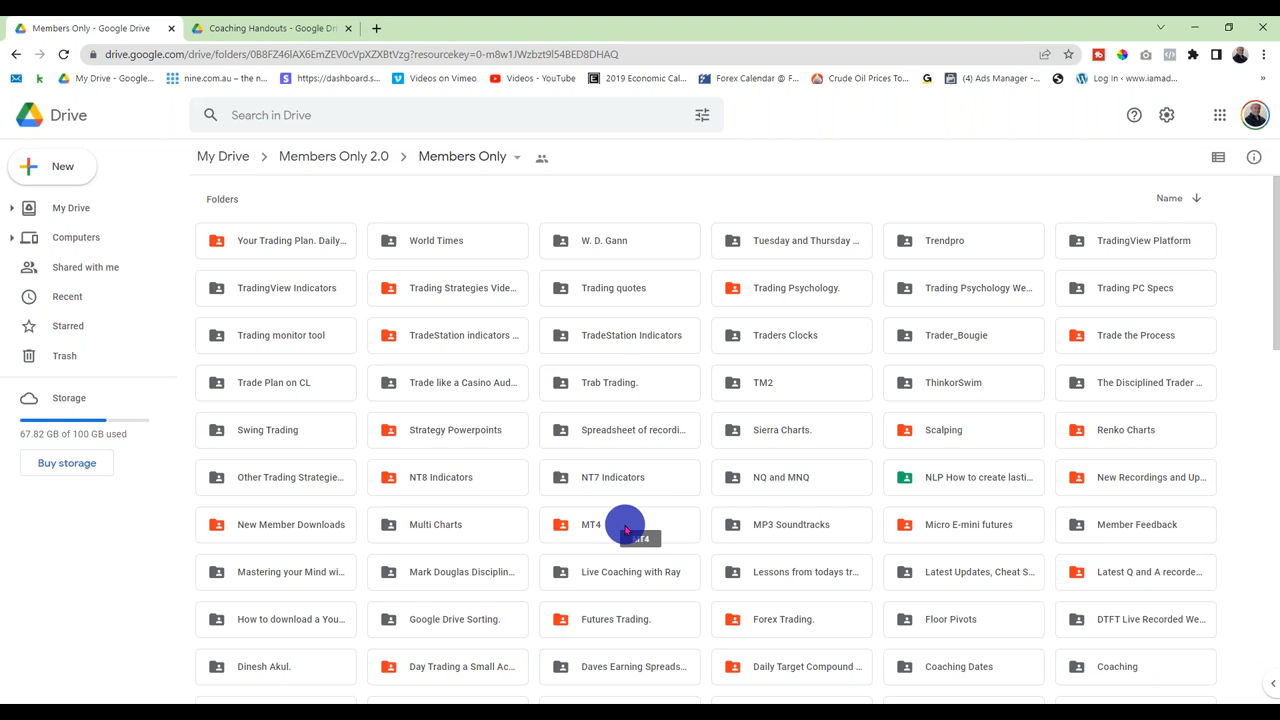 Members Only - Google Drive
Coaching Handouts - Google Dri
drive.google.com/drive/folders/0B8FZ46lAX6EmZEV0cVpXZXBtVzg?resourcekey=0-m8w1JWzbzt9l54BED8DHAQ
My Drive - Google...
nine.com.au – the n...
https://dashboard.s...
Videos on Vimeo
Videos - YouTube
2019 Economic Cal...
Forex Calendar @ F...
Crude Oil Prices To...
(4) Ads Manager -...
Log In ‹ www.iamad...
»
Drive
Search in Drive
New
My Drive > Members Only 2.0 > Members Only
My Drive
Computers
Shared with me
Recent
Starred
Trash
Storage
67.82 GB of 100 GB used
Buy storage
Folders
Name
Your Trading Plan. Daily...
World Times
W. D. Gann
Tuesday and Thursday ...
Trendpro
TradingView Platform
TradingView Indicators
Trading Strategies Vide...
Trading quotes
Trading Psychology.
Trading Psychology We...
Trading PC Specs
Trading monitor tool
TradeStation indicators ...
TradeStation Indicators
Traders Clocks
Trader_Bougie
Trade the Process
Trade Plan on CL
Trade like a Casino Aud...
Trab Trading.
TM2
ThinkorSwim
The Disciplined Trader ...
Swing Trading
Strategy Powerpoints
Spreadsheet of recordi...
Sierra Charts.
Scalping
Renko Charts
Other Trading Strategie...
NT8 Indicators
NT7 Indicators
NQ and MNQ
NLP How to create lasti...
New Recordings and Up...
New Member Downloads
Multi Charts
MT4
MT4
MP3 Soundtracks
Micro E-mini futures
Member Feedback
Mastering your Mind wi...
Mark Douglas Disciplin...
Live Coaching with Ray
Lessons from todays tr...
Latest Updates, Cheat S...
Latest Q and A recorde...
How to download a You...
Google Drive Sorting.
Futures Trading.
Forex Trading.
Floor Pivots
DTFT Live Recorded We...
Dinesh Akul.
Day Trading a Small Ac...
Daves Earning Spreads...
Daily Target Compound ...
Coaching Dates
Coaching